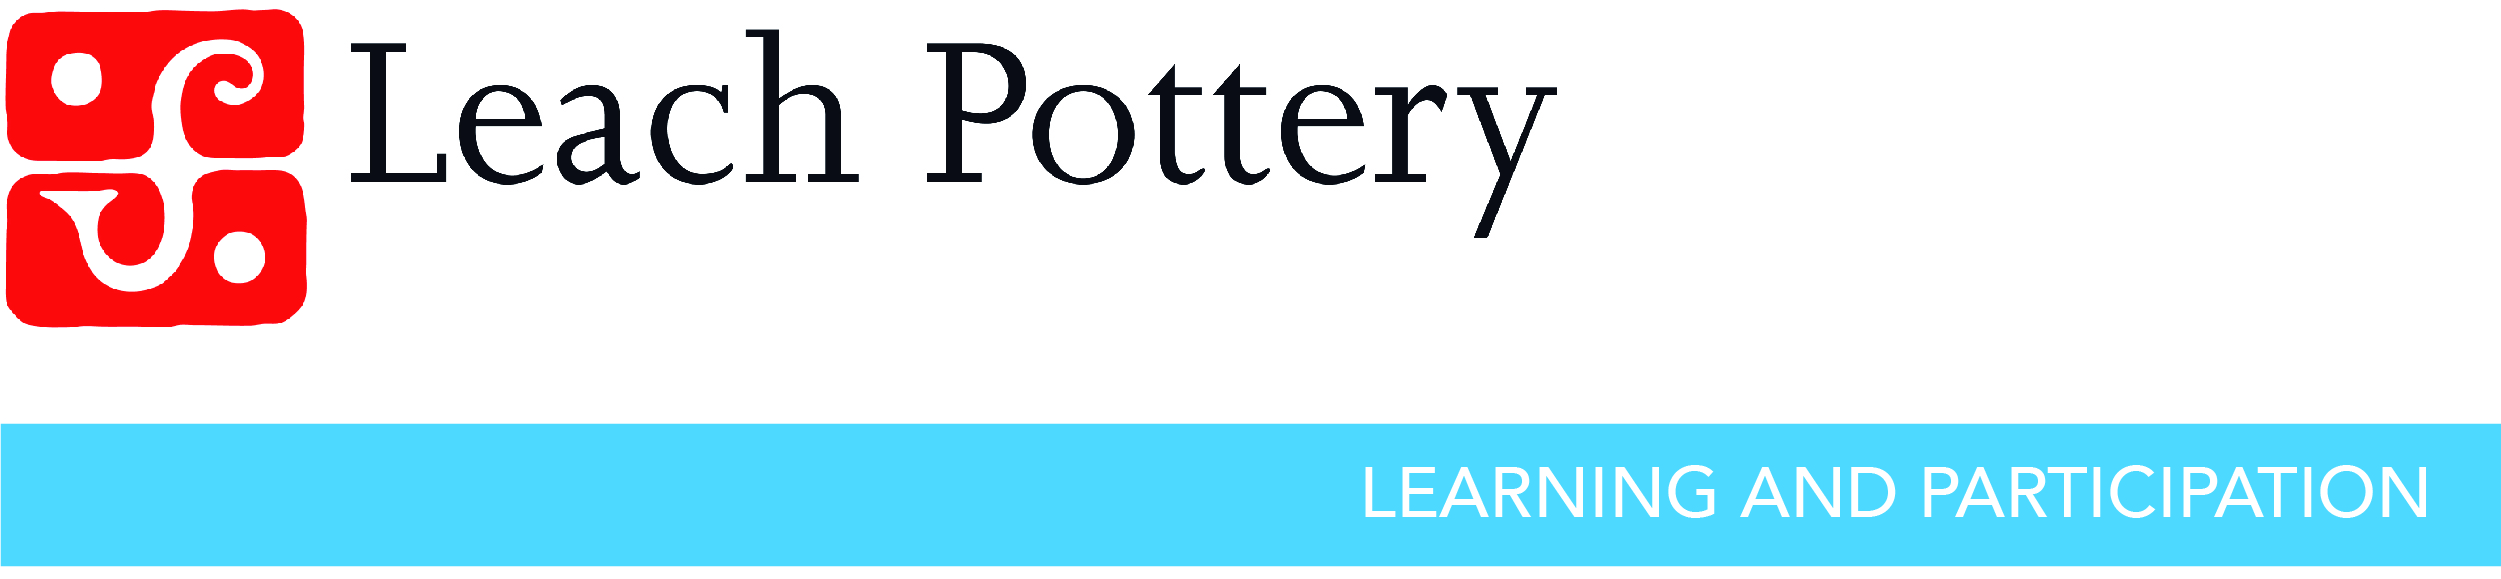 Leach Pottery
LEARNING AND PARTICIPATION